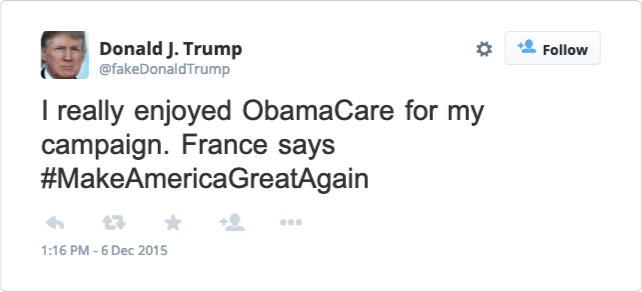 Donald J. Trump
@fakeDonaldTrump
Follow
I really enjoyed ObamaCare for my
campaign. France says
#MakeAmericaGreatAgain
1:16 PM - 6 Dec 2015